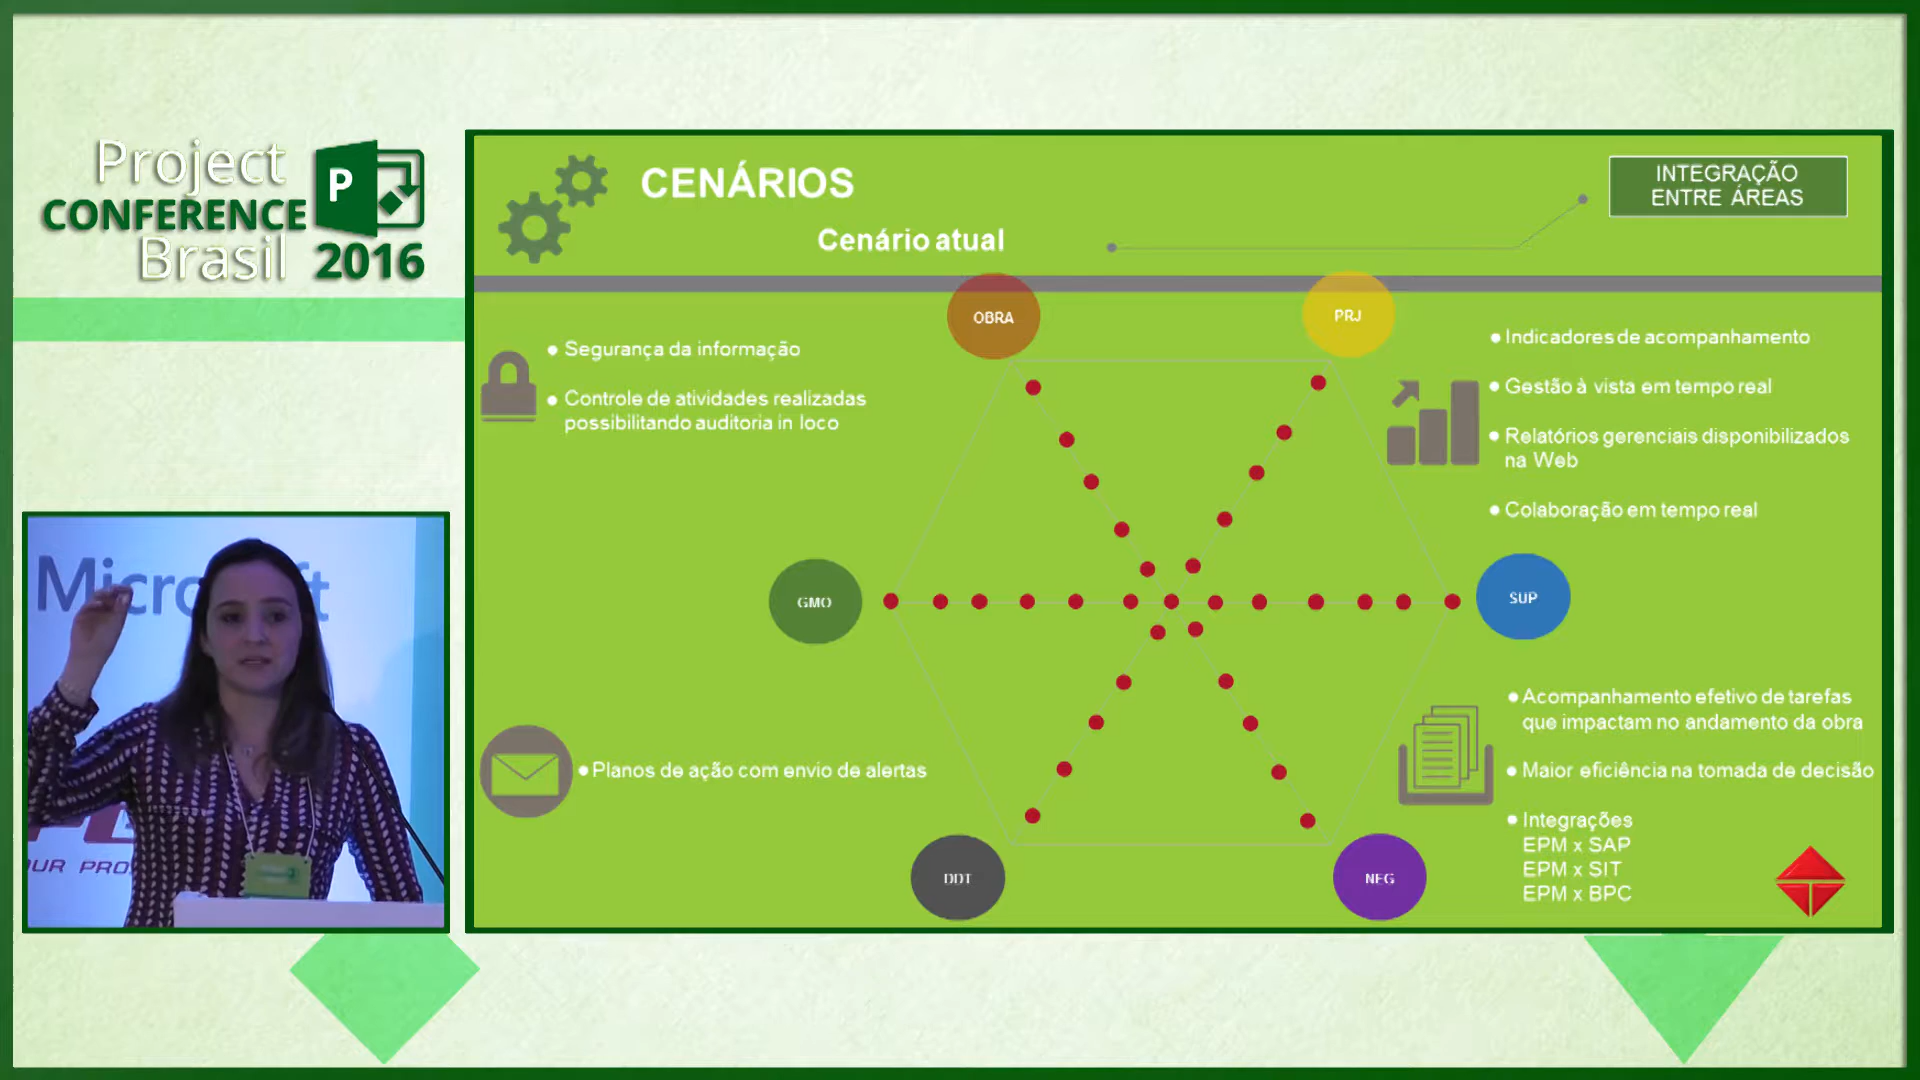 Project
CONFERENCE
Brasil
P
2016
CENÁRIOS
Cenário atual
INTEGRAÇÃO
ENTRE ÁREAS
OBRA
PRJ
● Segurança da informação
● Controle de atividades realizadas
possibilitando auditoria in loco
● Indicadores de acompanhamento
● Gestão à vista em tempo real
● Relatórios gerenciais disponibilizados
na Web
● Colaboração em tempo real
GMO
SUP
● Planos de ação com envio de alertas
● Acompanhamento efetivo de tarefas
que impactam no andamento da obra
● Maior eficiência na tomada de decisão
● Integrações
EPM x SAP
EPM x SIT
EPM x BPC
DDT
NEG